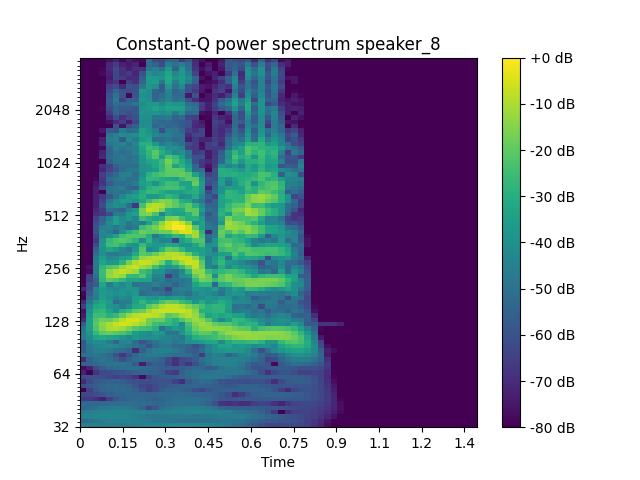 Constant-Q power spectrum speaker_8
Hz
2048
1024
512
256
128
64
32
0 0.15 0.3 0.45 0.6 0.75 0.9 1.1 1.2 1.4
Time
+0 dB
-10 dB
-20 dB
-30 dB
-40 dB
-50 dB
-60 dB
-70 dB
-80 dB